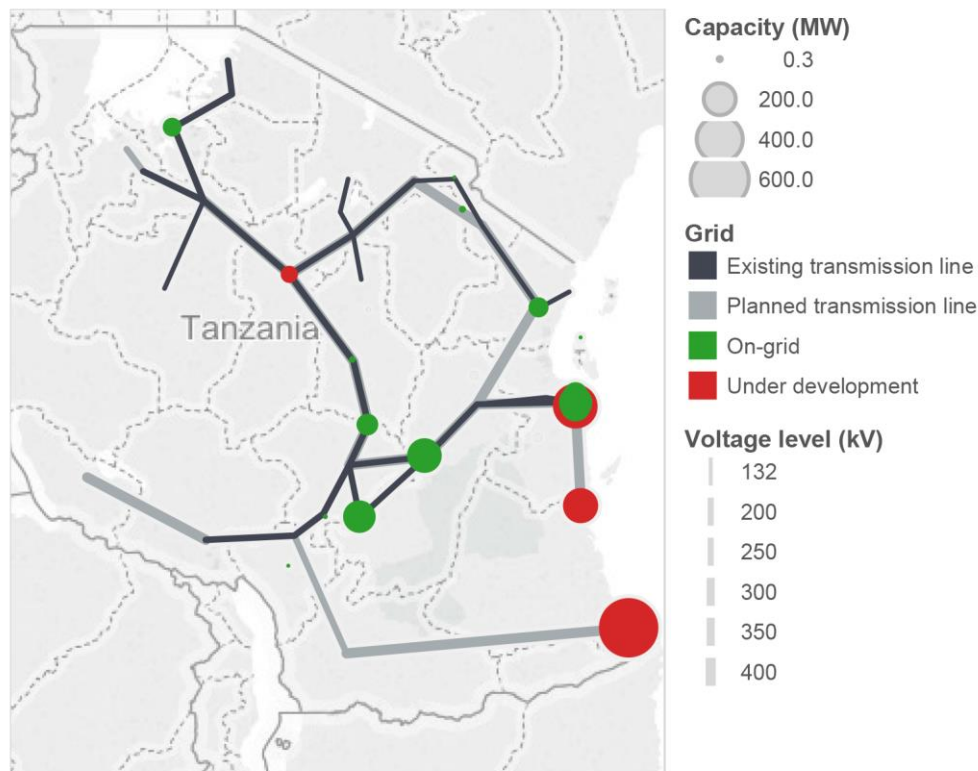 Tanzania
Capacity (MW)
0.3
200.0
400.0
600.0
Grid
Existing transmission line
Planned transmission line
On-grid
Under development
Voltage level (kV)
132
200
250
300
350
400